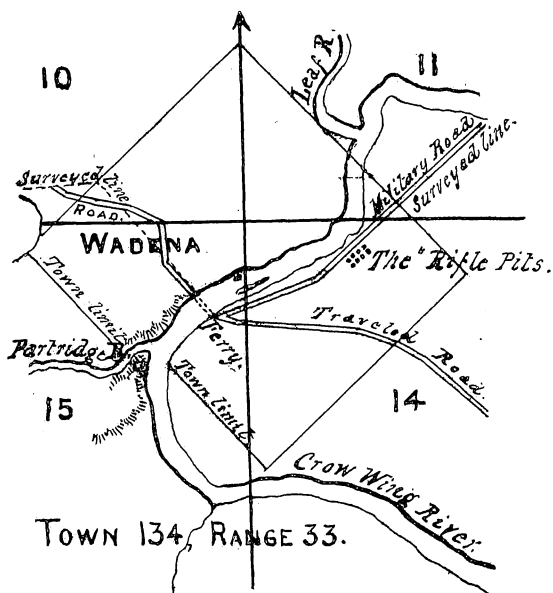 10
11
Leaf R.
Military Road
Surveyed line.
Surveyed line
ROAD.
WADENA
The "Rifle Pits.
Town limit
Traveled Road.
Ferry.
Partridge R.
15
14
Town limit
Crow Wing River.
TOWN 134, RANGE 33.